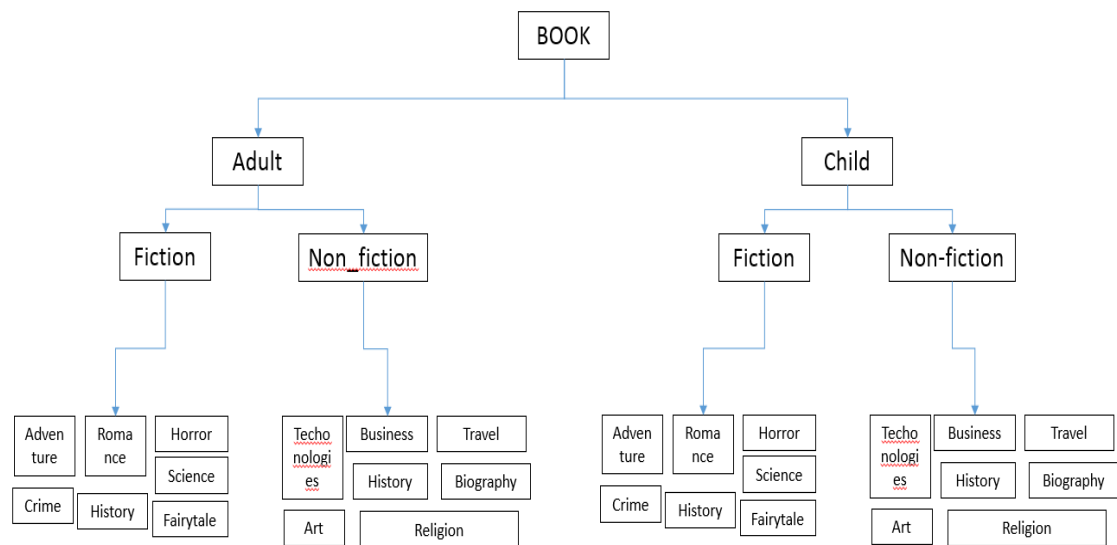 BOOK
Adult
Child
Fiction
Non_fiction
Fiction
Non-fiction
Adven
ture
Roma
nce
Horror
Science
Crime
History
Fairytale
Techo
nologi
es
Business
Travel
History
Biography
Art
Religion
Adven
ture
Roma
nce
Horror
Science
Crime
History
Fairytale
Techo
nologi
es
Business
Travel
History
Biography
Art
Religion